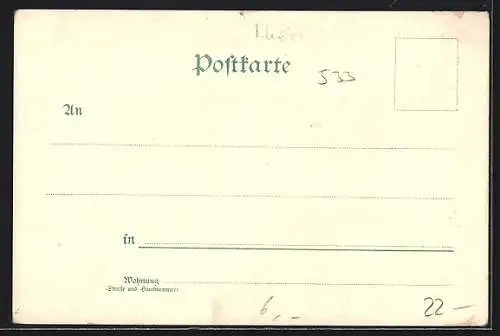 Postkarte
533
An
in
Wohnung
(Straße und Hausnummer)
6,-
22-